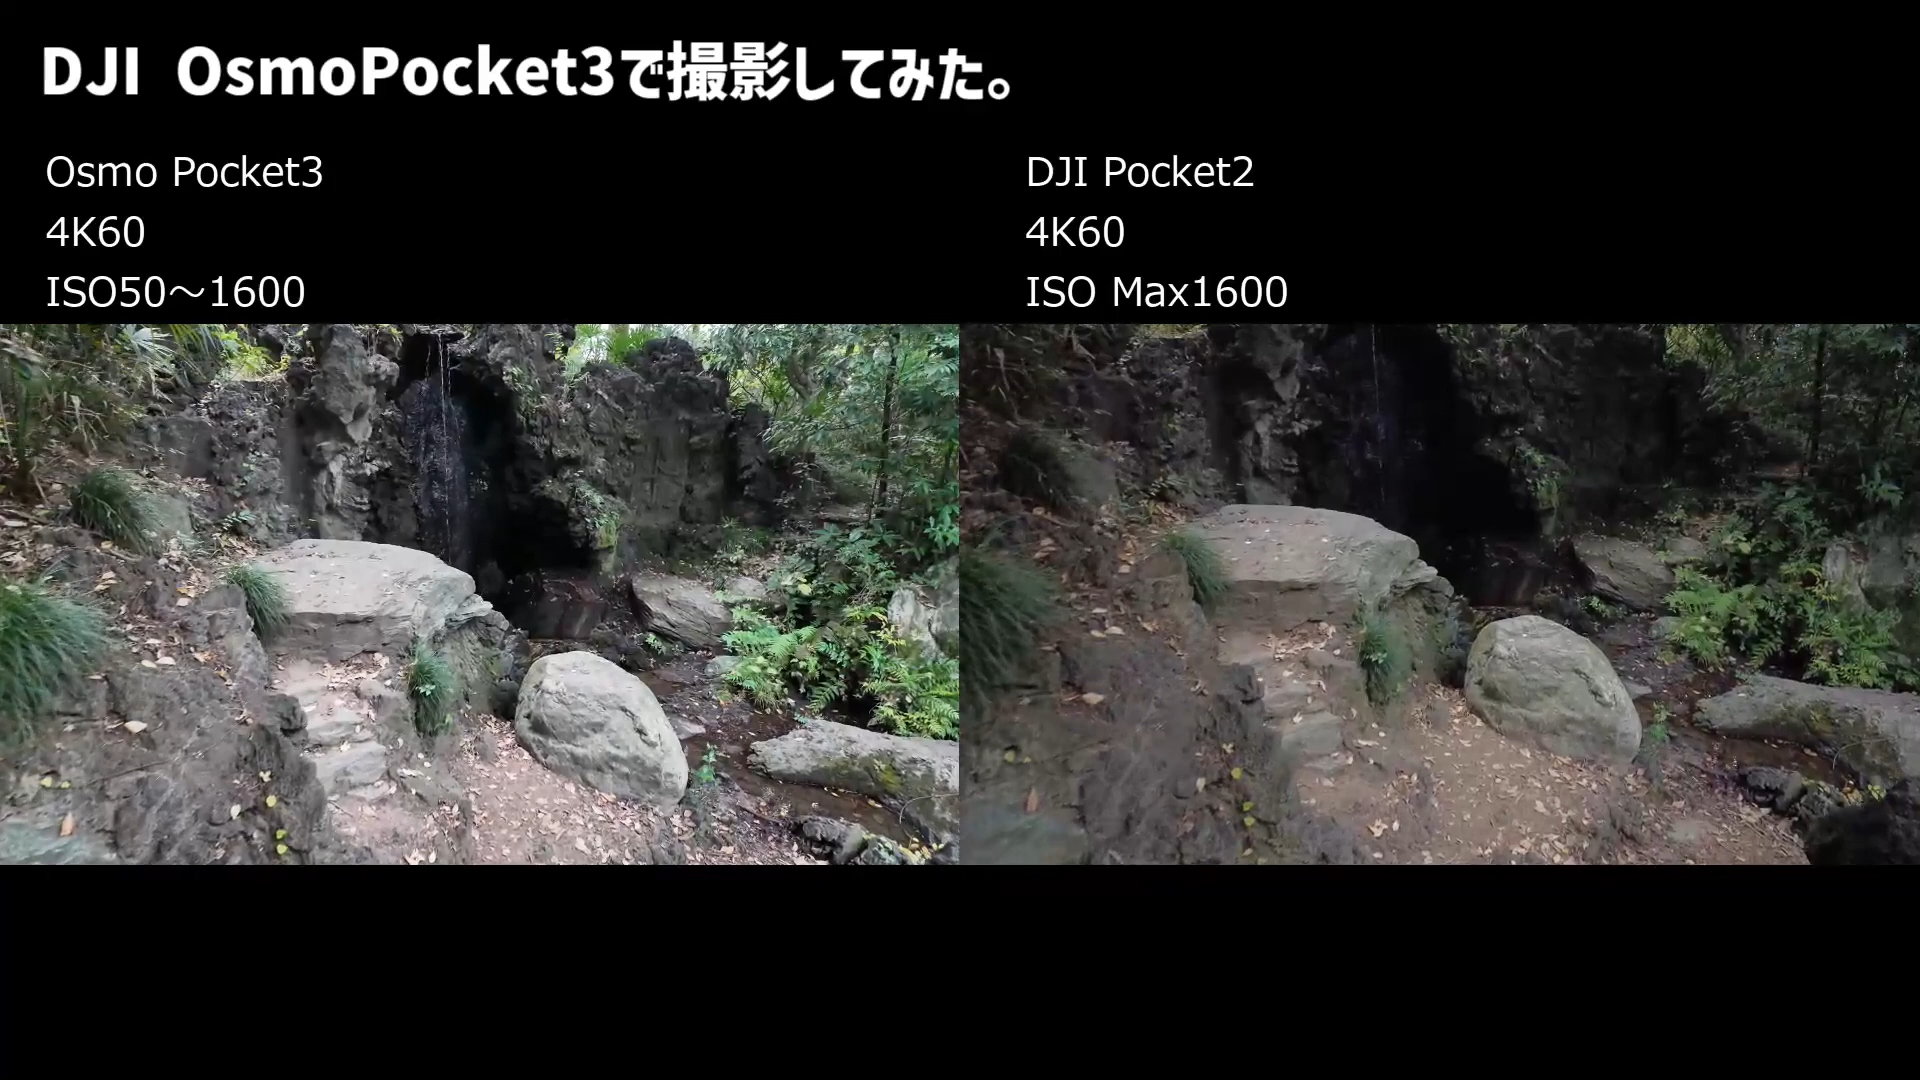 DJI OsmoPocket3で撮影してみた。
Osmo Pocket3
4K60
ISO50～1600
DJI Pocket2
4K60
ISO Max1600